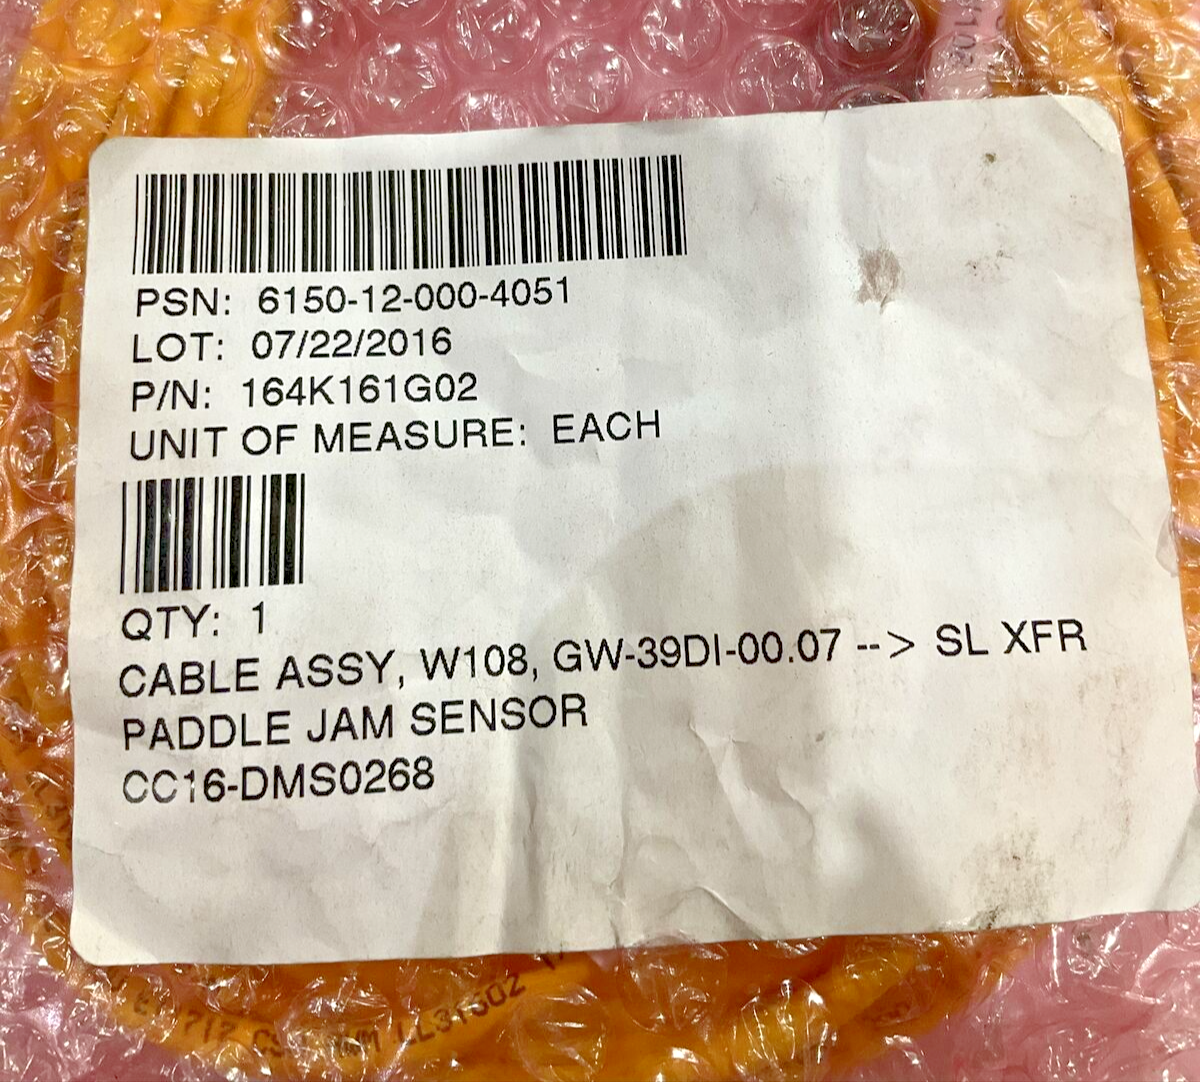 PSN: 6150-12-000-4051
LOT: 07/22/2016
P/N: 164K161G02
UNIT OF MEASURE: EACH
QTY: 1
CABLE ASSY, W108, GW-39DI-00.07 --> SL XFR
PADDLE JAM SENSOR
CC16-DMS0268
LL31602